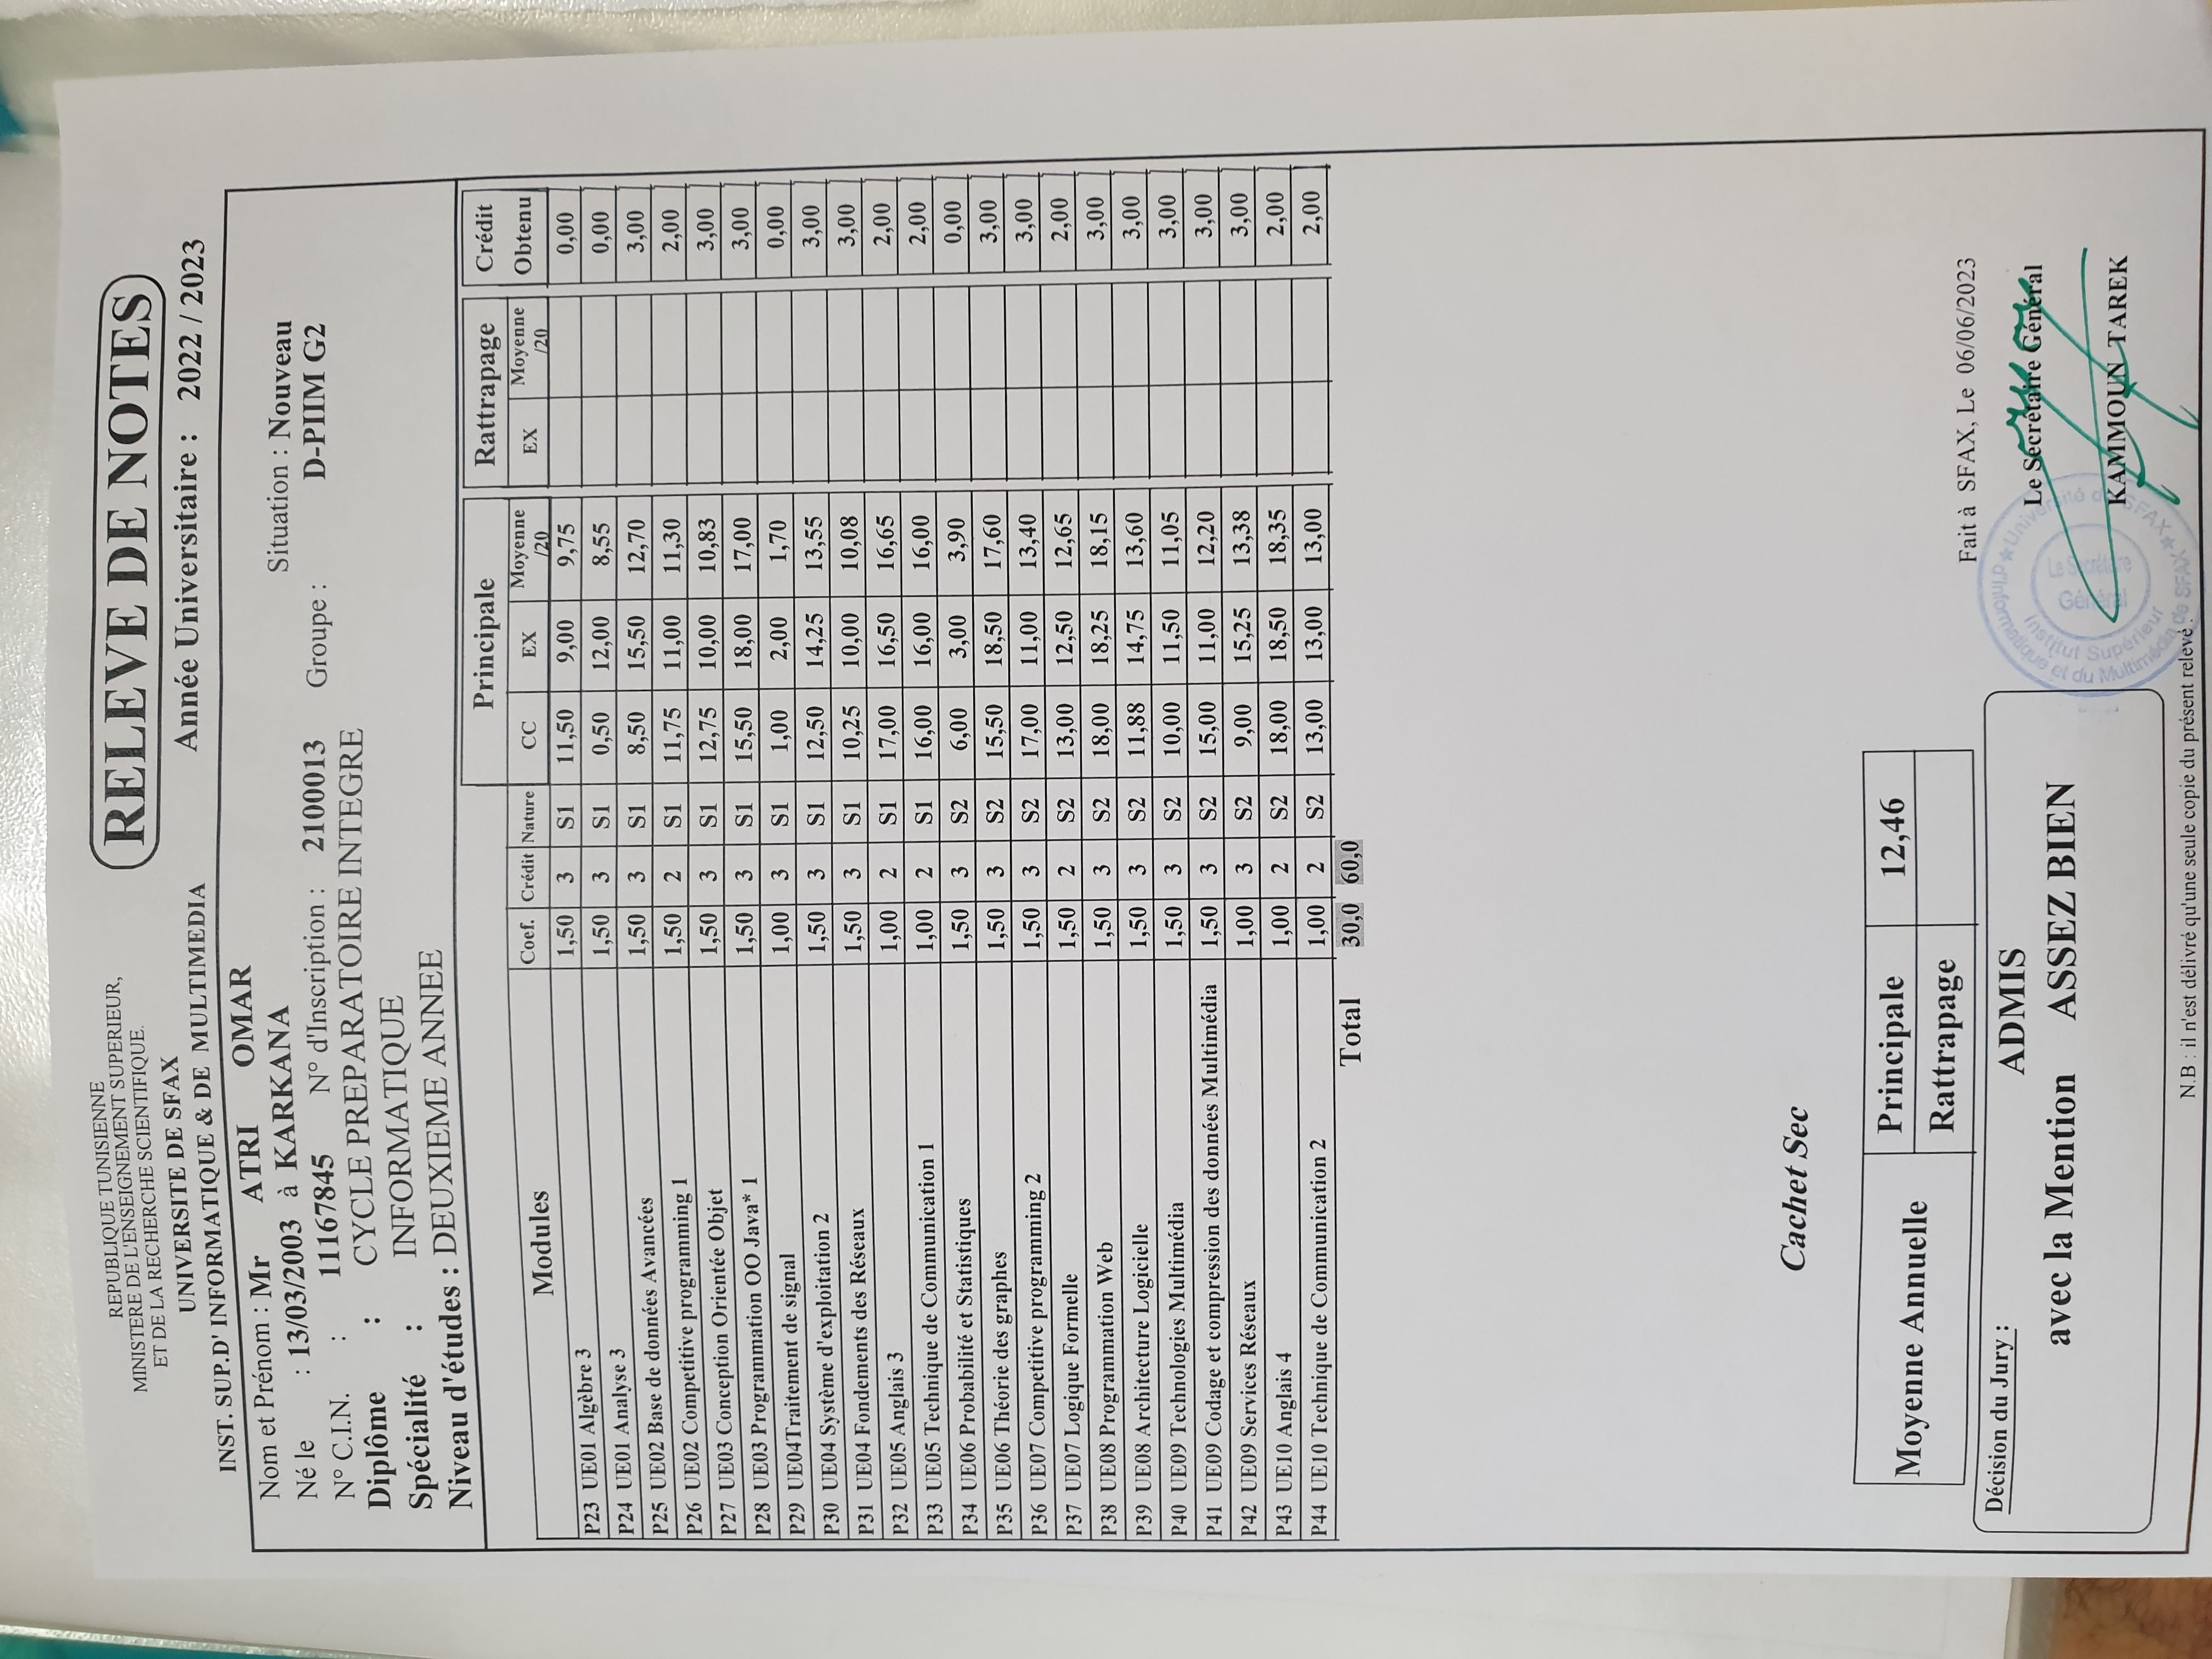 REPUBLIQUE TUNISIENNE
MINISTERE DE L'ENSEIGNEMENT SUPERIEUR,
ET DE LA RECHERCHE SCIENTIFIQUE.
UNIVERSITE DE SFAX
INST. SUP.D' INFORMATIQUE & DE MULTIMEDIA
RELEVE DE NOTES
Année Universitaire : 2022 / 2023
Nom et Prénom : Mr ATRI OMAR
Né le : 13/03/2003 à KARKANA
Situation : Nouveau
N° C.I.N. : 11167845 N° d'Inscription : 2100013 Groupe : D-PIIM G2
Diplôme : CYCLE PREPARATOIRE INTEGRE
Spécialité : INFORMATIQUE
Niveau d'études : DEUXIEME ANNEE
Principale Rattrapage Crédit Obtenu
Modules Coef. Crédit Nature CC EX Moyenne /20 EX Moyenne /20
P23 UE01 Algèbre 3 1,50 3 S1 11,50 9,00 9,75 0,00
P24 UE01 Analyse 3 1,50 3 S1 0,50 12,00 8,55 0,00
P25 UE02 Base de données Avancées 1,50 3 S1 8,50 15,50 12,70 3,00
P26 UE02 Competitive programming 1 1,50 2 S1 11,75 11,00 11,30 2,00
P27 UE03 Conception Orientée Objet 1,50 3 S1 12,75 10,00 10,83 3,00
P28 UE03 Programmation OO Java* 1 1,50 3 S1 15,50 18,00 17,00 3,00
P29 UE04Traitement de signal 1,00 3 S1 1,00 2,00 1,70 0,00
P30 UE04 Système d'exploitation 2 1,50 3 S1 12,50 14,25 13,55 3,00
P31 UE04 Fondements des Réseaux 1,50 3 S1 10,25 10,00 10,08 3,00
P32 UE05 Anglais 3 1,00 2 S1 17,00 16,50 16,65 2,00
P33 UE05 Technique de Communication 1 1,00 2 S1 16,00 16,00 16,00 2,00
P34 UE06 Probabilité et Statistiques 1,50 3 S2 6,00 3,00 3,90 0,00
P35 UE06 Théorie des graphes 1,50 3 S2 15,50 18,50 17,60 3,00
P36 UE07 Competitive programming 2 1,50 3 S2 17,00 11,00 13,40 3,00
P37 UE07 Logique Formelle 1,50 2 S2 13,00 12,50 12,65 2,00
P38 UE08 Programmation Web 1,50 3 S2 18,00 18,25 18,15 3,00
P39 UE08 Architecture Logicielle 1,50 3 S2 11,88 14,75 13,60 3,00
P40 UE09 Technologies Multimédia 1,50 3 S2 10,00 11,50 11,05 3,00
P41 UE09 Codage et compression des données Multimédia 1,50 3 S2 15,00 11,00 12,20 3,00
P42 UE09 Services Réseaux 1,00 3 S2 9,00 15,25 13,38 3,00
P43 UE10 Anglais 4 1,00 2 S2 18,00 18,50 18,35 2,00
P44 UE10 Technique de Communication 2 1,00 2 S2 13,00 13,00 13,00 2,00
Total 30,0 60,0
Cachet Sec
Moyenne Annuelle Principale 12,46
Rattrapage
Fait à SFAX, Le 06/06/2023
Décision du Jury :
ADMIS
avec la Mention ASSEZ BIEN
Le Secrétaire Général
KAMMOUN TAREK
N.B : il n'est délivré qu'une seule copie du présent relevé .